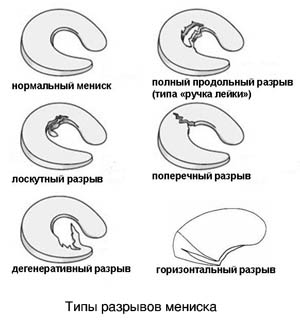 нормальный мениск
полный продольный разрыв
(типа «ручка лейки»)
лоскутный разрыв
поперечный разрыв
дегенеративный разрыв
горизонтальный разрыв
Типы разрывов мениска